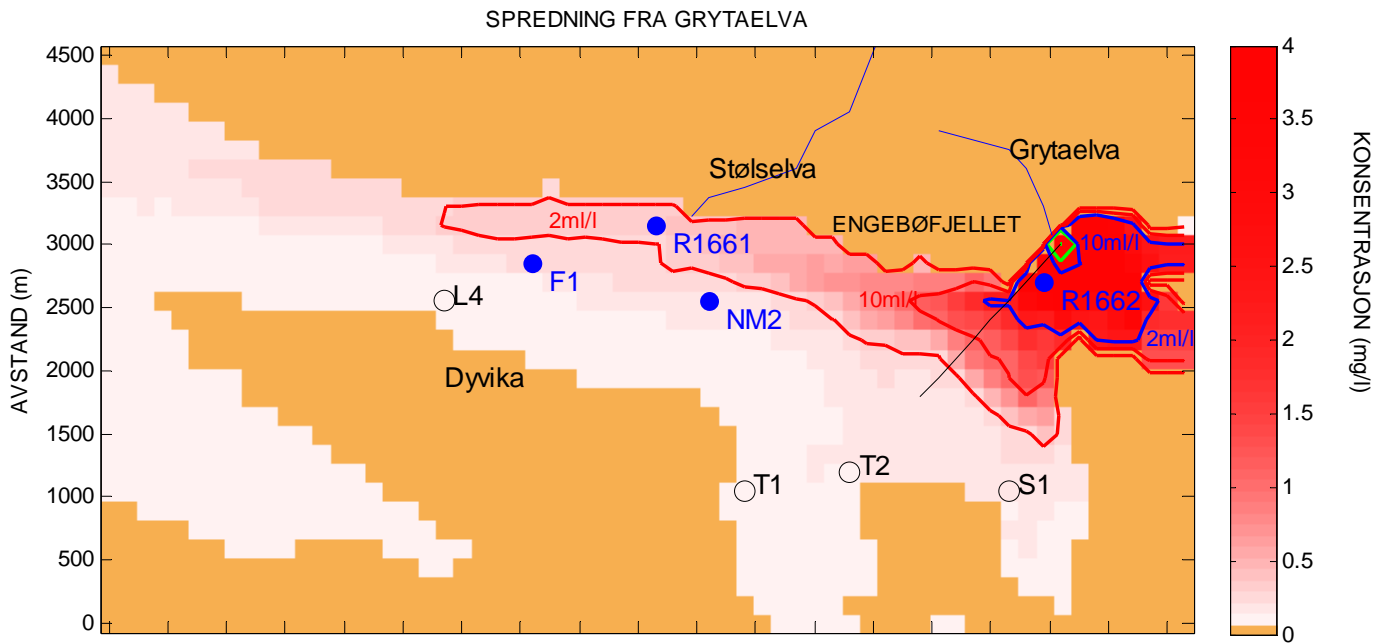 SPREDNING FRA GRYTAELVA
4500
4000
3500
3000
2500
2000
1500
1000
500
0
AVSTAND (m)
Stølselva
Grytaelva
ENGEBØFJELLET
2ml/l
R1661
10ml/l
F1
L4
NM2
10ml/l
R1662
2ml/l
Dyvika
T1
T2
S1
4
3.5
3
2.5
2
1.5
1
0.5
0
KONSENTRASJON (mg/l)